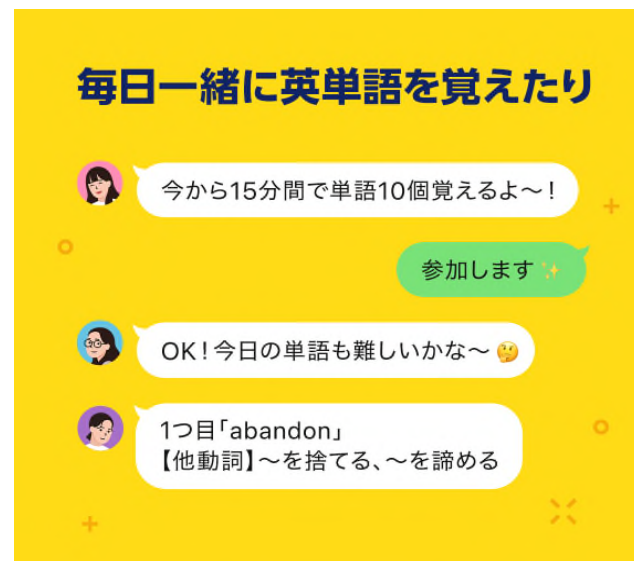 毎日一緒に英単語を覚えたり
今から15分間で単語10個覚えるよ〜！
参加します✨
OK！今日の単語も難しいかな〜🤔
1つ目「abandon」
【他動詞】〜を捨てる、〜を諦める